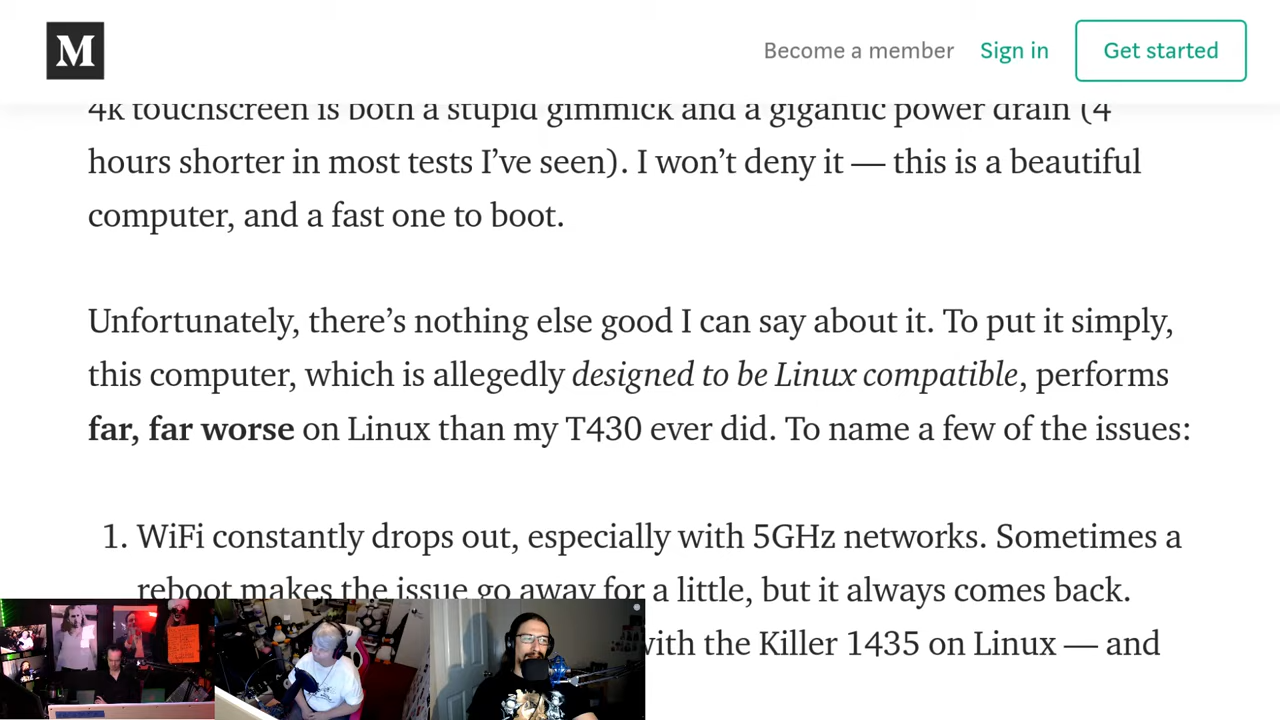 M
Become a member Sign in Get started
4k touchscreen is both a stupid gimmick and a gigantic power drain (4
hours shorter in most tests I’ve seen). I won’t deny it — this is a beautiful
computer, and a fast one to boot.
Unfortunately, there’s nothing else good I can say about it. To put it simply,
this computer, which is allegedly designed to be Linux compatible, performs
far, far worse on Linux than my T430 ever did. To name a few of the issues:
1. WiFi constantly drops out, especially with 5GHz networks. Sometimes a
reboot makes the issue go away for a little, but it always comes back.
with the Killer 1435 on Linux — and